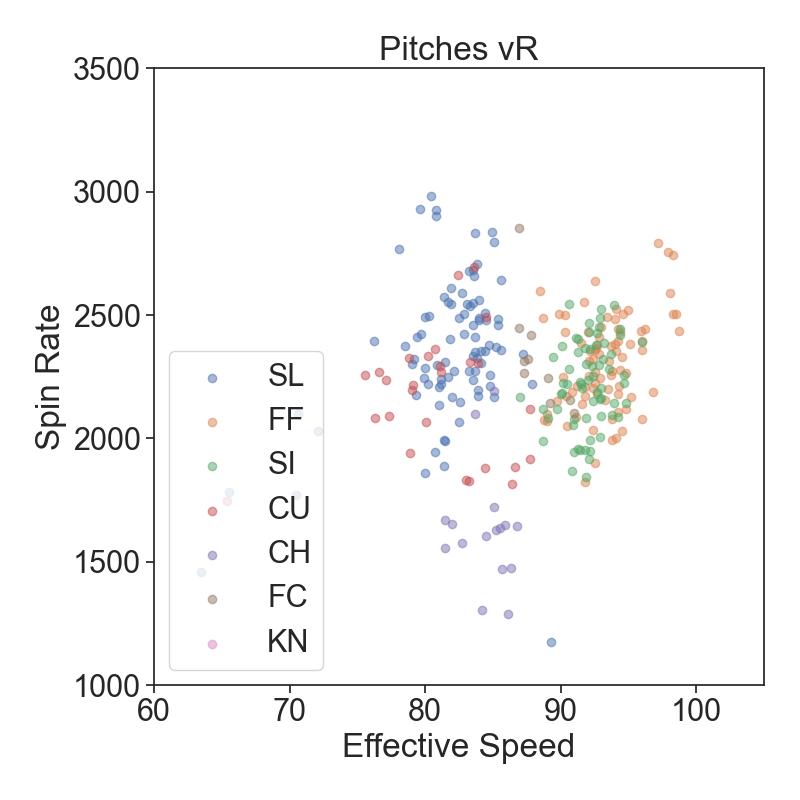 Pitches vR
3500
3000
2500
2000
1500
1000
Spin Rate
SL
FF
SI
CU
CH
FC
KN
60 70 80 90 100
Effective Speed